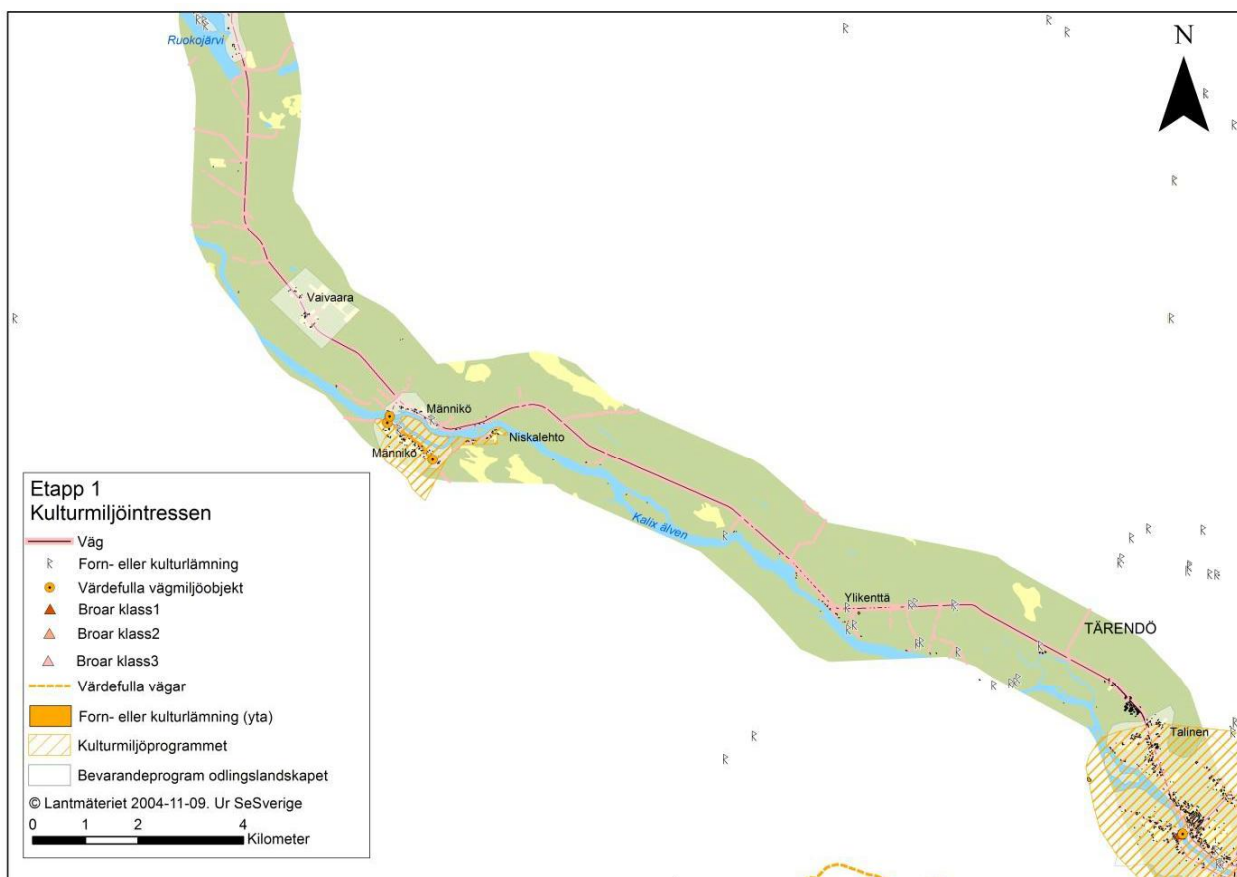 Ruokojärvi
N
Vaivaara
Männikö
Niskalehto
Männikö
Kalix älven
Ylikenttä
TÄRENDÖ
Talinen
Etapp 1
Kulturmiljöintressen
Väg
Forn- eller kulturlämning
Värdefulla vägmiljöobjekt
Broar klass1
Broar klass2
Broar klass3
Värdefulla vägar
Forn- eller kulturlämning (yta)
Kulturmiljöprogrammet
Bevarandeprogram odlingslandskapet
© Lantmäteriet 2004-11-09. Ur SeSverige
0 1 2 4
Kilometer